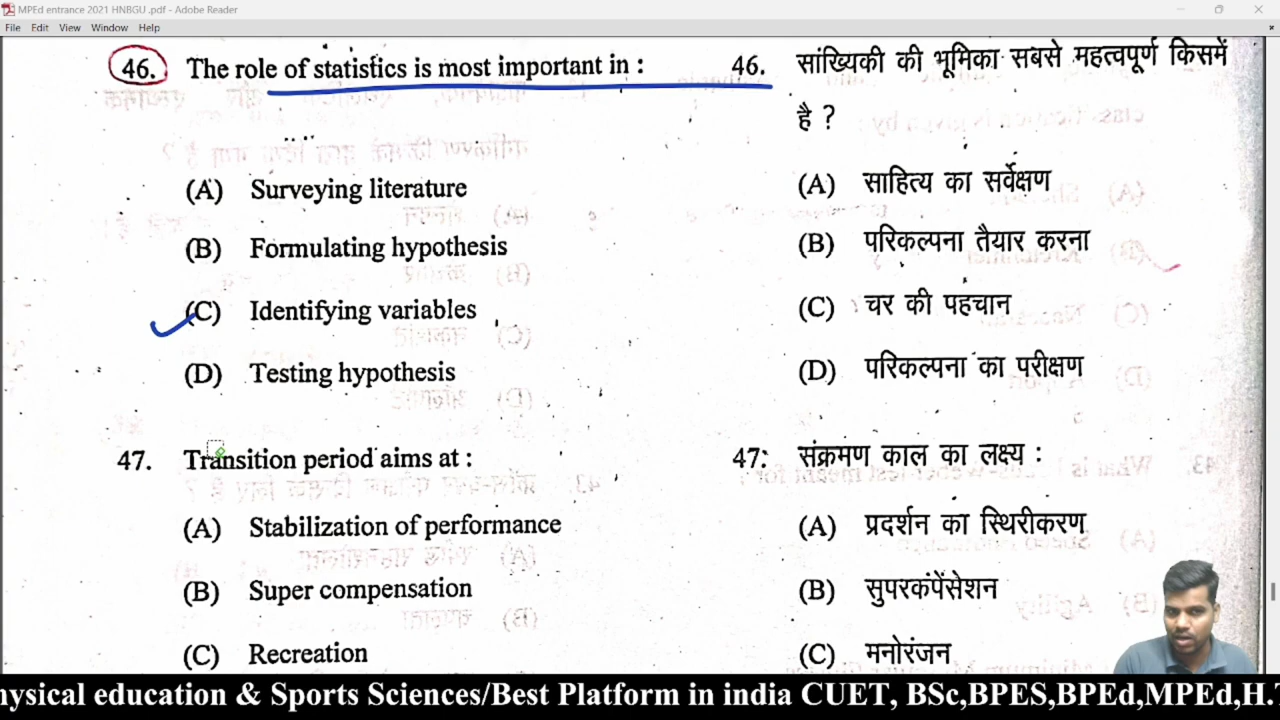 MPEd entrance 2021 HNBGU .pdf - Adobe Reader
File Edit View Window Help
46. The role of statistics is most important in :
(A) Surveying literature
(B) Formulating hypothesis
(C) Identifying variables
(D) Testing hypothesis
47. Transition period aims at :
(A) Stabilization of performance
(B) Super compensation
(C) Recreation
46. सांख्यिकी की भूमिका सबसे महत्वपूर्ण किसमें
है ?
(A) साहित्य का सर्वेक्षण
(B) परिकल्पना तैयार करना
(C) चर की पहचान
(D) परिकल्पना का परीक्षण
47. संक्रमण काल का लक्ष्य :
(A) प्रदर्शन का स्थिरीकरण
(B) सुपरकंपेंसेशन
(C) मनोरंजन
hysical education & Sports Sciences/Best Platform in india CUET, BSc,BPES,BPEd,MPEd,H.